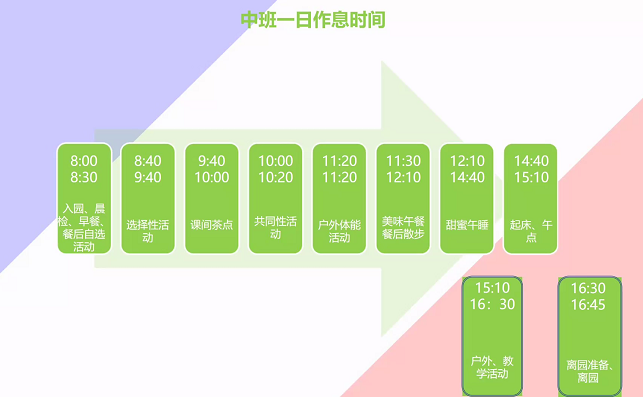 中班一日作息时间
8:00
8:30
入园、晨
检、早餐、
餐后自选
活动
8:40
9:40
选择性活
动
9:40
10:00
课间茶点
10:00
10:20
共同性活
动
11:20
11:20
户外体能
活动
11:30
12:10
美味午餐
餐后散步
12:10
14:40
甜蜜午睡
14:40
15:10
起床、午
点
15:10
16：30
户外、教
学活动
16:30
16:45
离园准备、
离园